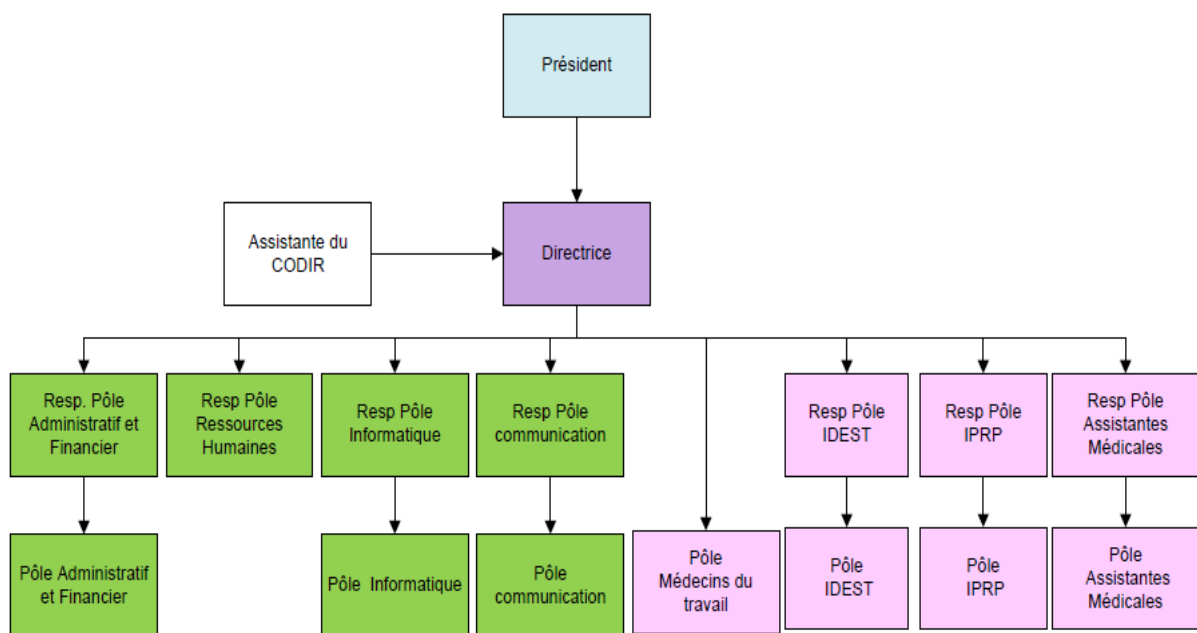 Président
Assistante du
CODIR
Directrice
Resp. Pôle
Administratif et
Financier
Resp Pôle
Ressources
Humaines
Resp Pôle
Informatique
Resp Pôle
communication
Resp Pôle
IDEST
Resp Pôle
IPRP
Resp Pôle
Assistantes
Médicales
Pôle Administratif
et Financier
Pôle Informatique
Pôle
communication
Pôle
Médecins du
travail
Pôle
IDEST
Pôle
IPRP
Pôle
Assistantes
Médicales